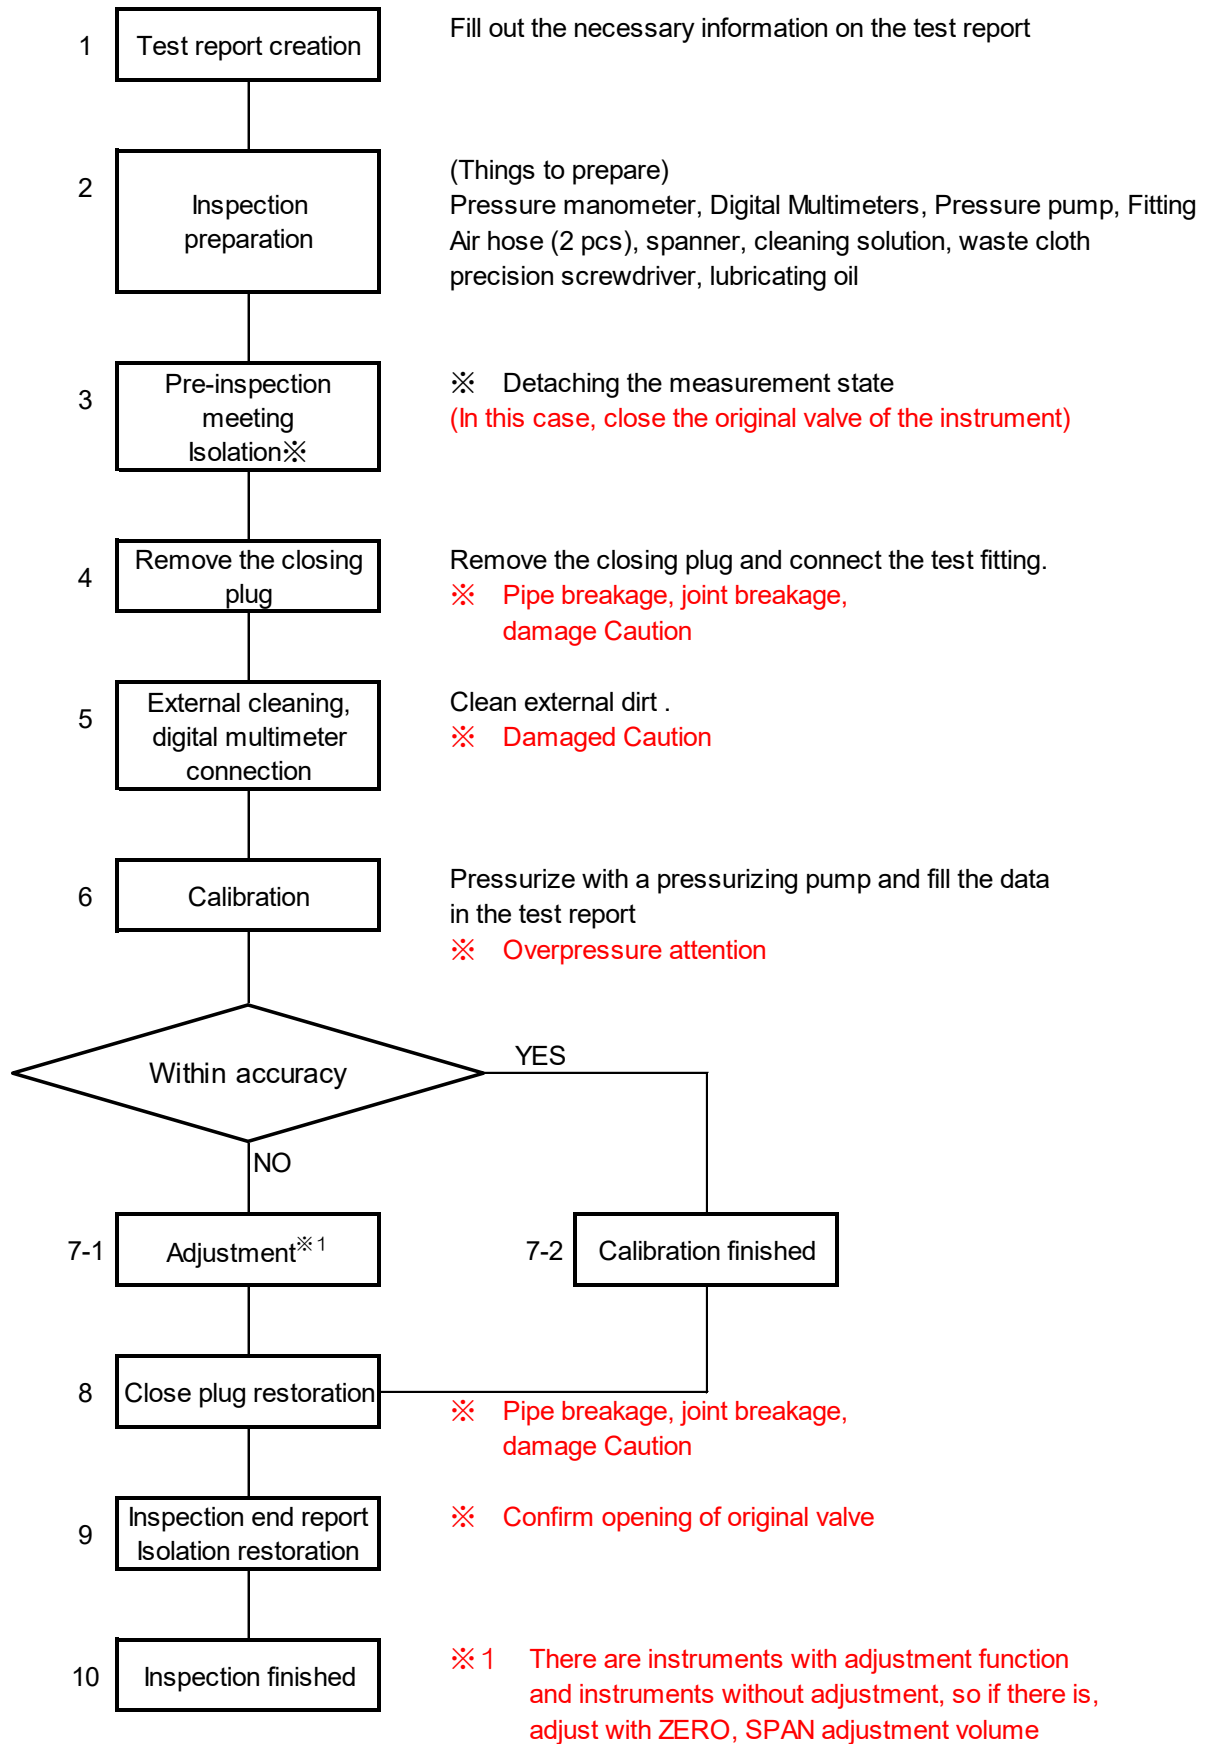 1
Test report creation
Fill out the necessary information on the test report
2
Inspection
preparation
(Things to prepare)
Pressure manometer, Digital Multimeters, Pressure pump, Fitting
Air hose (2 pcs), spanner, cleaning solution, waste cloth
precision screwdriver, lubricating oil
3
Pre-inspection
meeting
Isolation※
※ Detaching the measurement state
(In this case, close the original valve of the instrument)
4
Remove the closing
plug
Remove the closing plug and connect the test fitting.
※ Pipe breakage, joint breakage,
damage Caution
5
External cleaning,
digital multimeter
connection
Clean external dirt .
※ Damaged Caution
6
Calibration
Pressurize with a pressurizing pump and fill the data
in the test report
※ Overpressure attention
Within accuracy
YES
NO
7-1
Adjustment※1
7-2
Calibration finished
8
Close plug restoration
※ Pipe breakage, joint breakage,
damage Caution
9
Inspection end report
Isolation restoration
※ Confirm opening of original valve
10
Inspection finished
※1 There are instruments with adjustment function
and instruments without adjustment, so if there is,
adjust with ZERO, SPAN adjustment volume